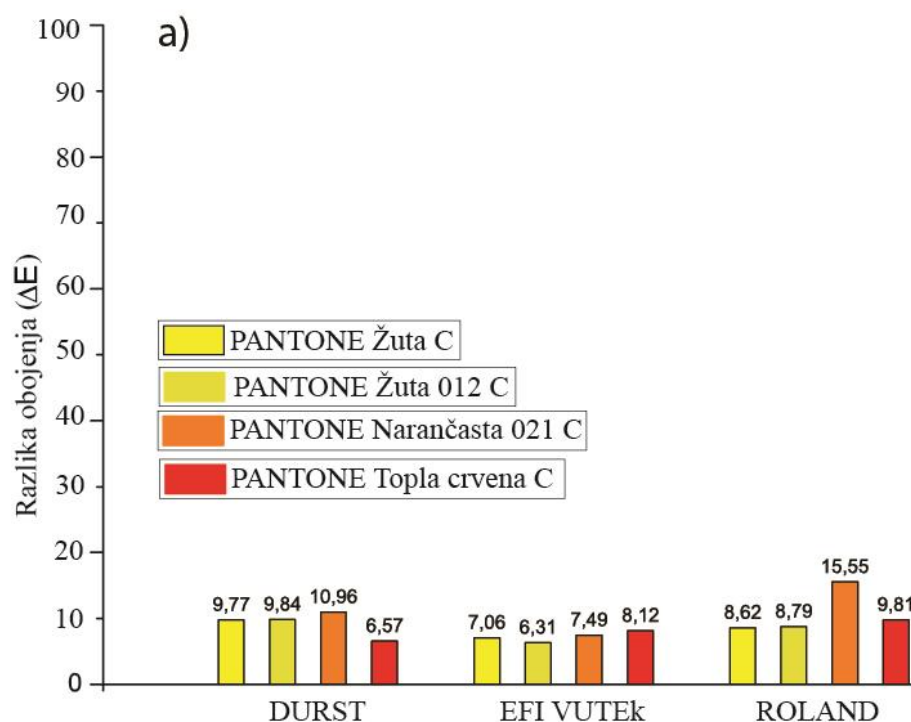 a)
Razlika obojenja (ΔE)
100
90
80
70
60
50
40
30
20
10
0
PANTONE Žuta C
PANTONE Žuta 012 C
PANTONE Narančasta 021 C
PANTONE Topla crvena C
9,77 9,84 10,96 6,57
7,06 6,31 7,49 8,12
8,62 8,79 15,55 9,81
DURST EFI VUTEk ROLAND